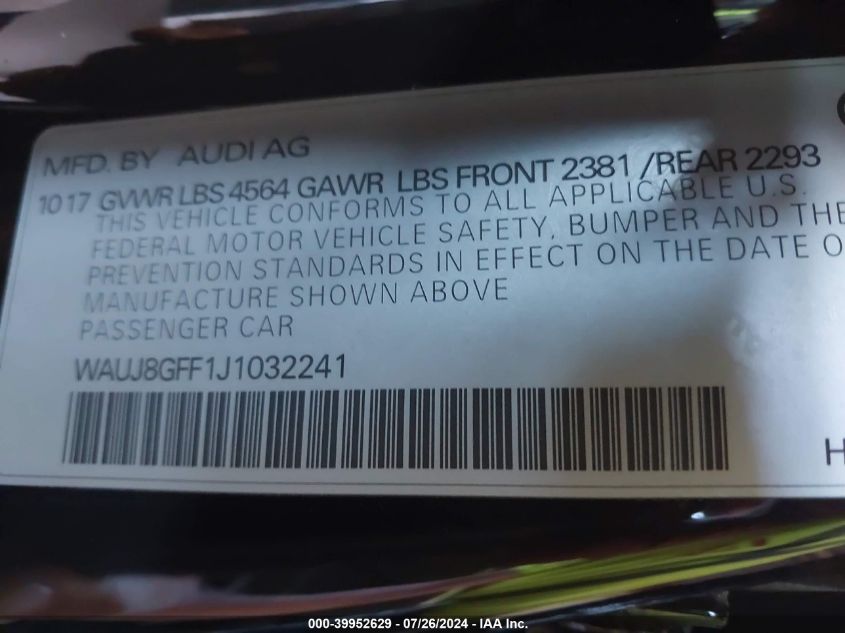 MFD. BY AUDI AG
1017 GVWR LBS 4564 GAWR LBS FRONT 2381 /REAR 2293
THIS VEHICLE CONFORMS TO ALL APPLICABLE U.S.
FEDERAL MOTOR VEHICLE SAFETY, BUMPER AND THE
PREVENTION STANDARDS IN EFFECT ON THE DATE O
MANUFACTURE SHOWN ABOVE
PASSENGER CAR
WAUJ8GFF1J1032241
H
000-39952629 - 07/26/2024 - IAA Inc.